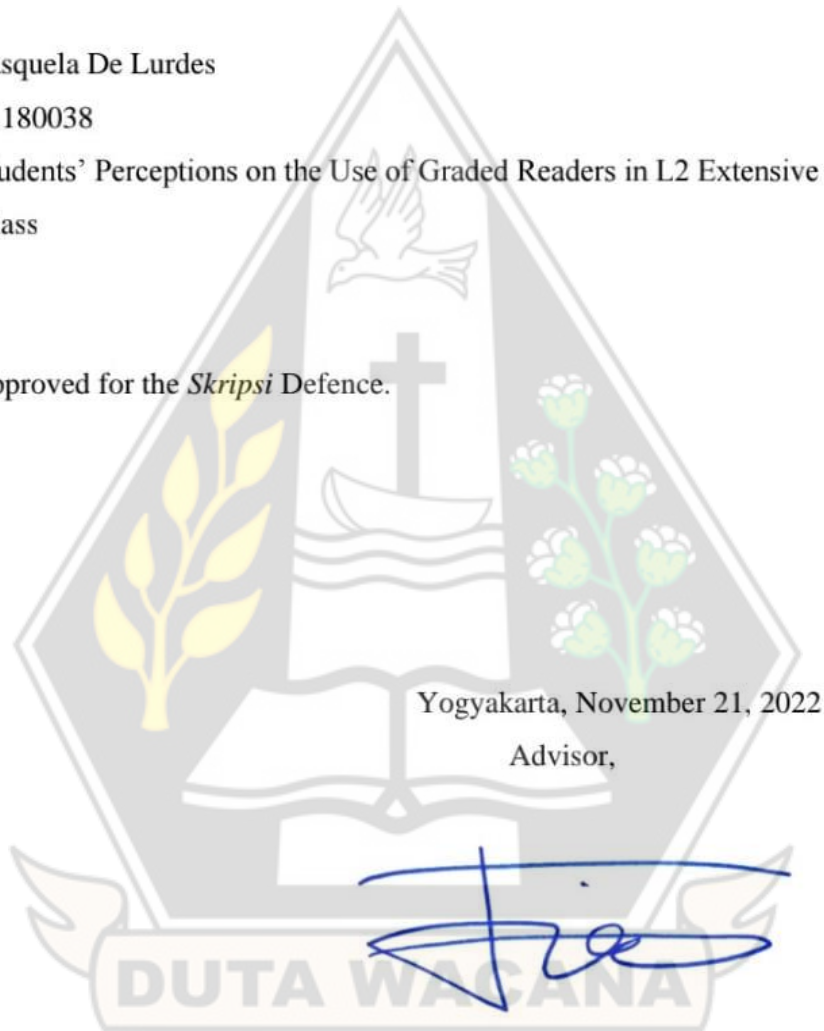 squela De Lurdes
180038
udents’ Perceptions on the Use of Graded Readers in L2 Extensive
ass
pproved for the Skripsi Defence.
Yogyakarta, November 21, 2022
Advisor,
DUTA WACANA